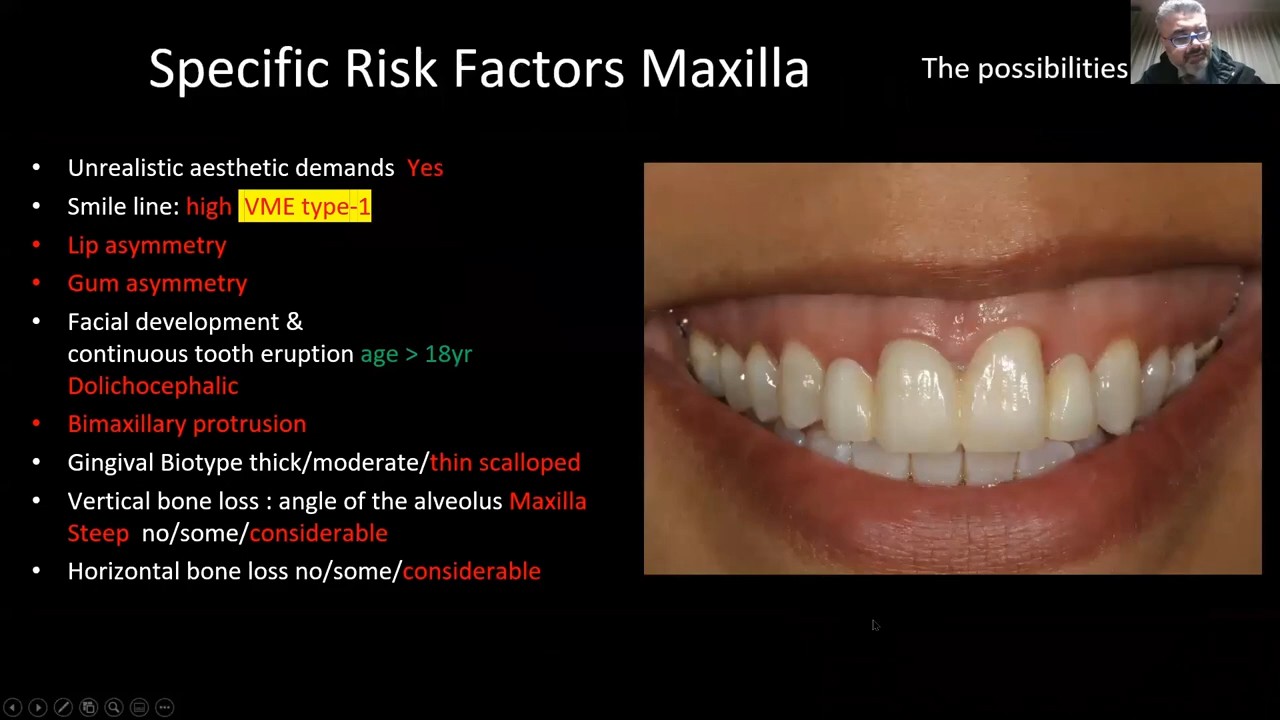 Specific Risk Factors Maxilla
The possibilities
• Unrealistic aesthetic demands Yes
• Smile line: high VME type-1
• Lip asymmetry
• Gum asymmetry
• Facial development &
continuous tooth eruption age > 18yr
Dolichocephalic
• Bimaxillary protrusion
• Gingival Biotype thick/moderate/thin scalloped
• Vertical bone loss : angle of the alveolus Maxilla
Steep no/some/considerable
• Horizontal bone loss no/some/considerable